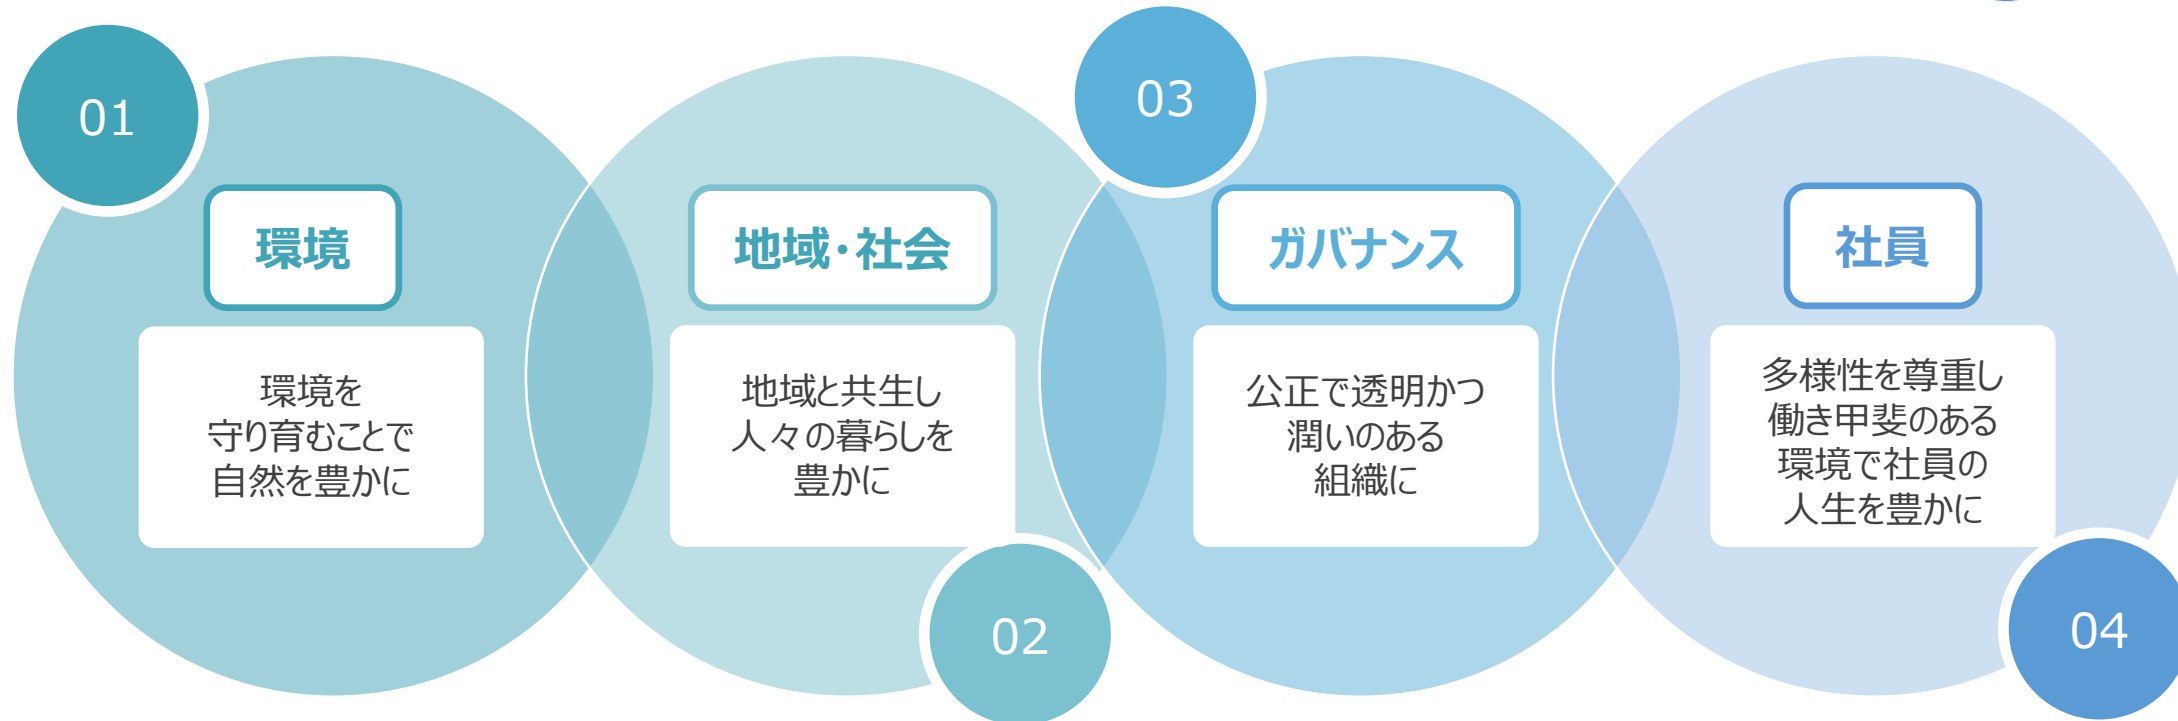 01
環境
環境を
守り育むことで
自然を豊かに
02
地域・社会
地域と共生し
人々の暮らしを
豊かに
03
ガバナンス
公正で透明かつ
潤いのある
組織に
04
社員
多様性を尊重し
働き甲斐のある
環境で社員の
人生を豊かに